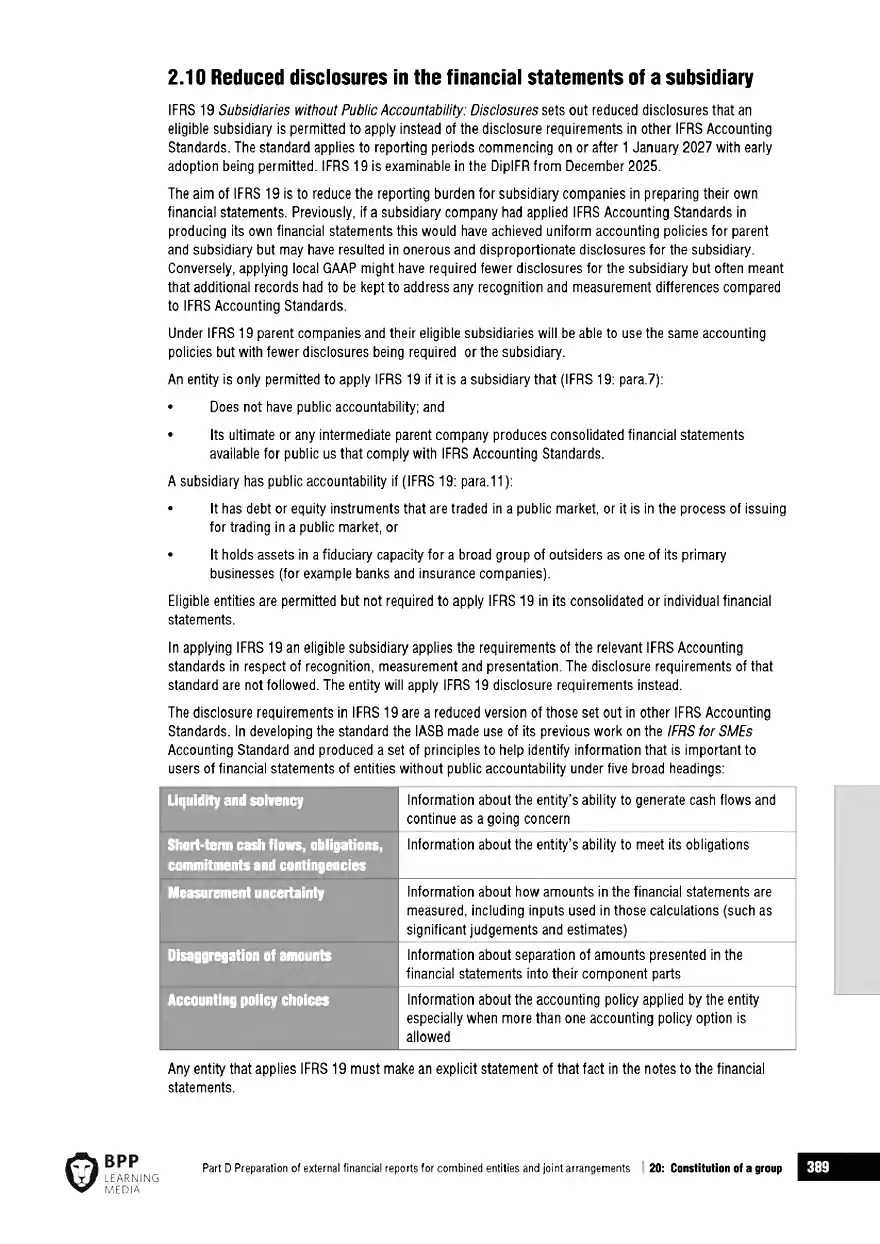 2.10 Reduced disclosures in the financial statements of a subsidiary
IFRS 19 Subsidiaries without Public Accountability: Disclosures sets out reduced disclosures that an
eligible subsidiary is permitted to apply instead of the disclosure requirements in other IFRS Accounting
Standards. The standard applies to reporting periods commencing on or after 1 January 2027 with early
adoption being permitted. IFRS 19 is examinable in the DipIFR from December 2025.
The aim of IFRS 19 is to reduce the reporting burden for subsidiary companies in preparing their own
financial statements. Previously, if a subsidiary company had applied IFRS Accounting Standards in
producing its own financial statements this would have achieved uniform accounting policies for parent
and subsidiary but may have resulted in onerous and disproportionate disclosures for the subsidiary.
Conversely, applying local GAAP might have required fewer disclosures for the subsidiary but often meant
that additional records had to be kept to address any recognition and measurement differences compared
to IFRS Accounting Standards.
Under IFRS 19 parent companies and their eligible subsidiaries will be able to use the same accounting
policies but with fewer disclosures being required or the subsidiary.
An entity is only permitted to apply IFRS 19 if it is a subsidiary that (IFRS 19: para.7):
• Does not have public accountability; and
• Its ultimate or any intermediate parent company produces consolidated financial statements
available for public us that comply with IFRS Accounting Standards.
A subsidiary has public accountability if (IFRS 19: para.11):
• It has debt or equity instruments that are traded in a public market, or it is in the process of issuing
for trading in a public market, or
• It holds assets in a fiduciary capacity for a broad group of outsiders as one of its primary
businesses (for example banks and insurance companies).
Eligible entities are permitted but not required to apply IFRS 19 in its consolidated or individual financial
statements.
In applying IFRS 19 an eligible subsidiary applies the requirements of the relevant IFRS Accounting
standards in respect of recognition, measurement and presentation. The disclosure requirements of that
standard are not followed. The entity will apply IFRS 19 disclosure requirements instead.
The disclosure requirements in IFRS 19 are a reduced version of those set out in other IFRS Accounting
Standards. In developing the standard the IASB made use of its previous work on the IFRS for SMEs
Accounting Standard and produced a set of principles to help identify information that is important to
users of financial statements of entities without public accountability under five broad headings:
Liquidity and solvency
Information about the entity's ability to generate cash flows and
continue as a going concern
Short-term cash flows, obligations,
commitments and contingencies
Information about the entity's ability to meet its obligations
Measurement uncertainty
Information about how amounts in the financial statements are
measured, including inputs used in those calculations (such as
significant judgements and estimates)
Disaggregation of amounts
Information about separation of amounts presented in the
financial statements into their component parts
Accounting policy choices
Information about the accounting policy applied by the entity
especially when more than one accounting policy option is
allowed
Any entity that applies IFRS 19 must make an explicit statement of that fact in the notes to the financial
statements.
BPP
LEARNING
MEDIA
Part D Preparation of external financial reports for combined entities and joint arrangements | 20: Constitution of a group 389